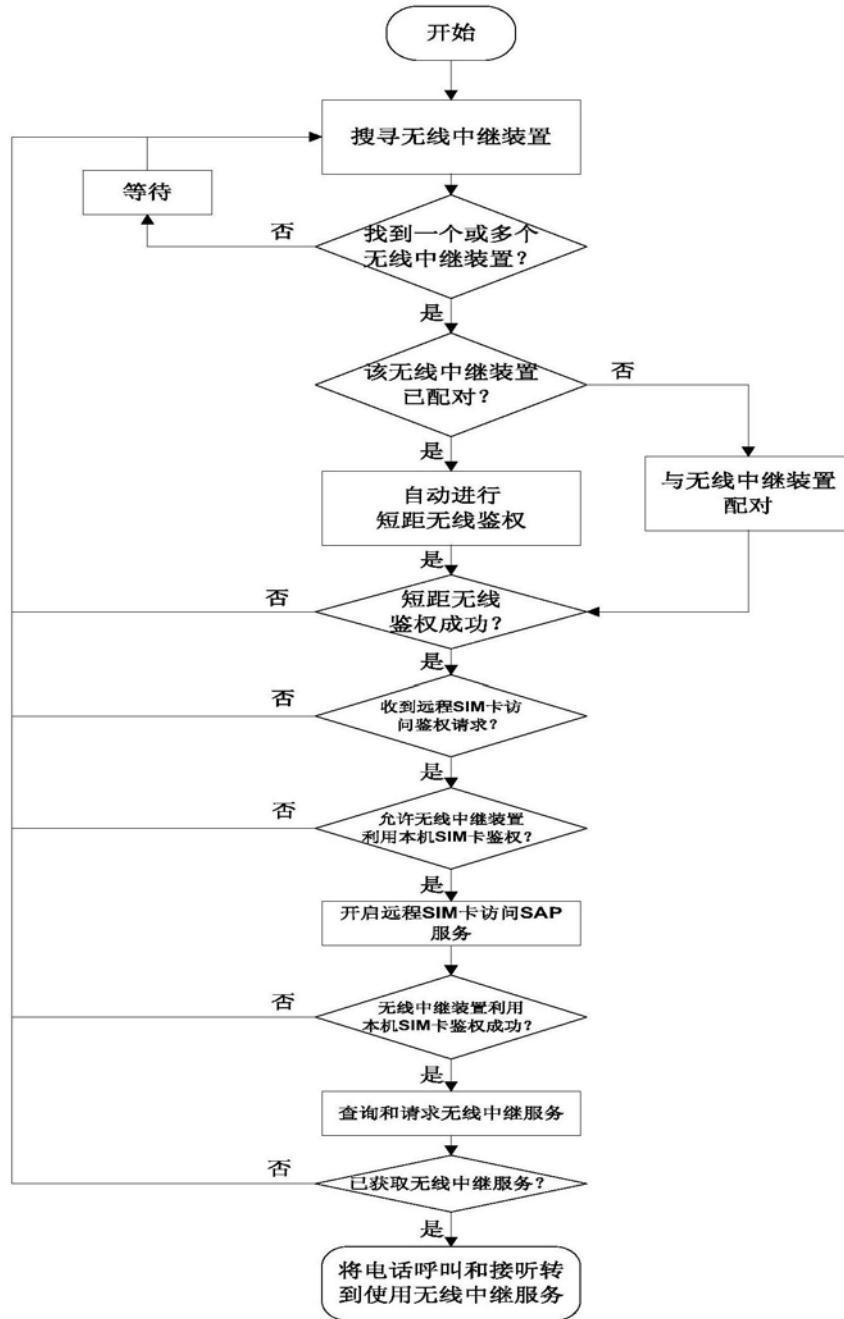 开始
搜寻无线中继装置
等待
否
找到一个或多个
无线中继装置？
是
该无线中继装置
已配对？
否
是
自动进行
短距无线鉴权
与无线中继装置
配对
是
否
短距无线
鉴权成功？
是
否
收到远程SIM卡访
问鉴权请求？
是
否
允许无线中继装置
利用本机SIM卡鉴权？
是
开启远程SIM卡访问SAP
服务
否
无线中继装置利用
本机SIM卡鉴权成功？
是
查询和请求无线中继服务
否
已获取无线中继服务？
是
将电话呼叫和接听转
到使用无线中继服务